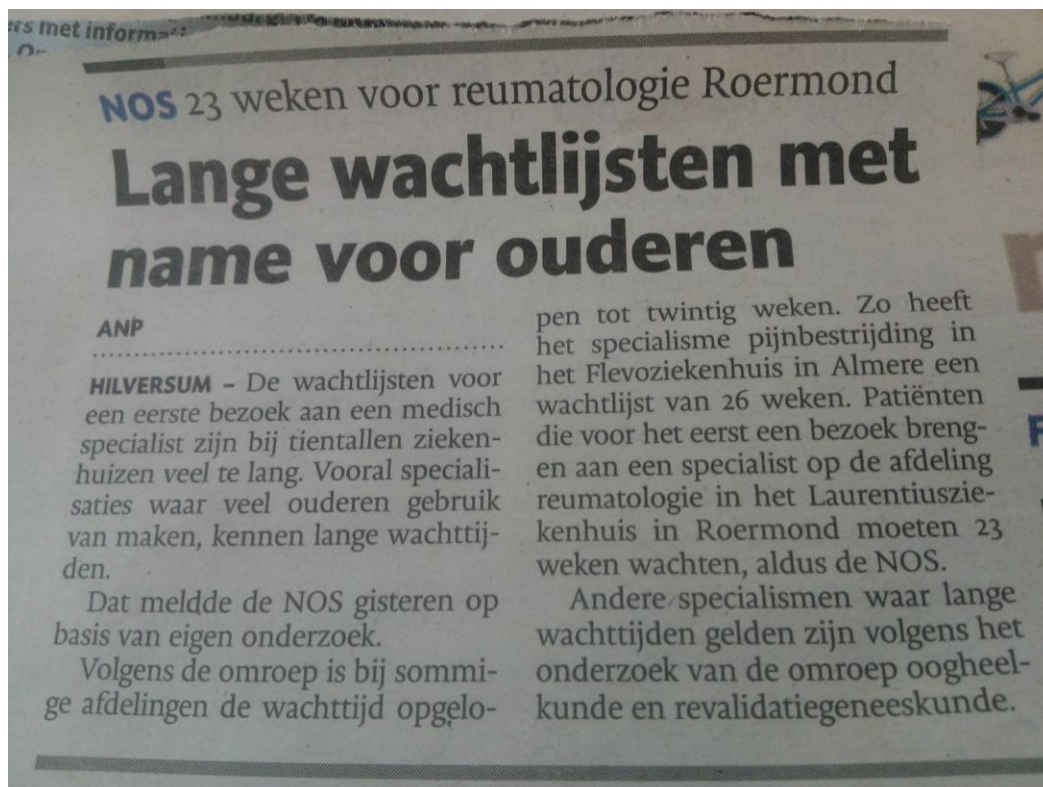 rs met inform
NOS 23 weken voor reumatologie Roermond
Lange wachtlijsten met
name voor ouderen
ANP
HILVERSUM – De wachtlijsten voor
een eerste bezoek aan een medisch
specialist zijn bij tientallen zieken-
huizen veel te lang. Vooral speciali-
saties waar veel ouderen gebruik
van maken, kennen lange wachttij-
den.
Dat meldde de NOS gisteren op
basis van eigen onderzoek.
Volgens de omroep is bij sommi-
ge afdelingen de wachttijd opgelo-
pen tot twintig weken. Zo heeft
het specialisme pijnbestrijding in
het Flevoziekenhuis in Almere een
wachtlijst van 26 weken. Patiënten
die voor het eerst een bezoek breng-
en aan een specialist op de afdeling
reumatologie in het Laurentiuszie-
kenhuis in Roermond moeten 23
weken wachten, aldus de NOS.
Andere specialismen waar lange
wachttijden gelden zijn volgens het
onderzoek van de omroep oogheel-
kunde en revalidatiegeneeskunde.